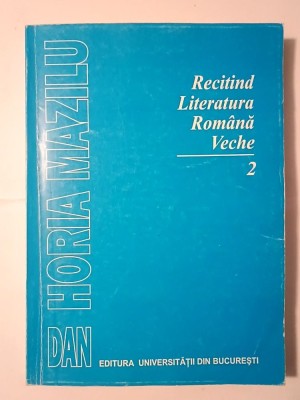 DAN HORIA MAZILU
Recitind
Literatura
Română
Veche
2
EDITURA UNIVERSITĂȚII DIN BUCUREȘTI